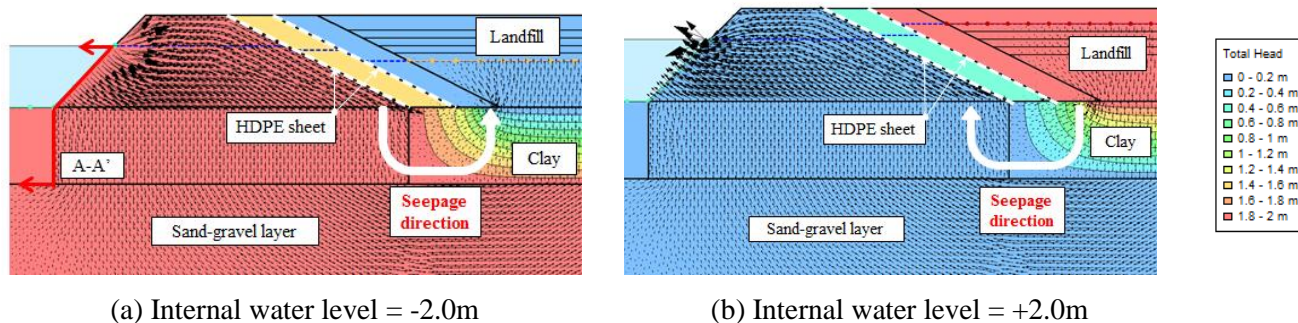 Landfill
HDPE sheet
A-A'
Clay
Seepage
direction
Sand-gravel layer
(a) Internal water level = -2.0m
Landfill
HDPE sheet
Clay
Seepage
direction
Sand-gravel layer
(b) Internal water level = +2.0m
Total Head
0 - 0.2 m
0.2 - 0.4 m
0.4 - 0.6 m
0.6 - 0.8 m
0.8 - 1 m
1 - 1.2 m
1.2 - 1.4 m
1.4 - 1.6 m
1.6 - 1.8 m
1.8 - 2 m